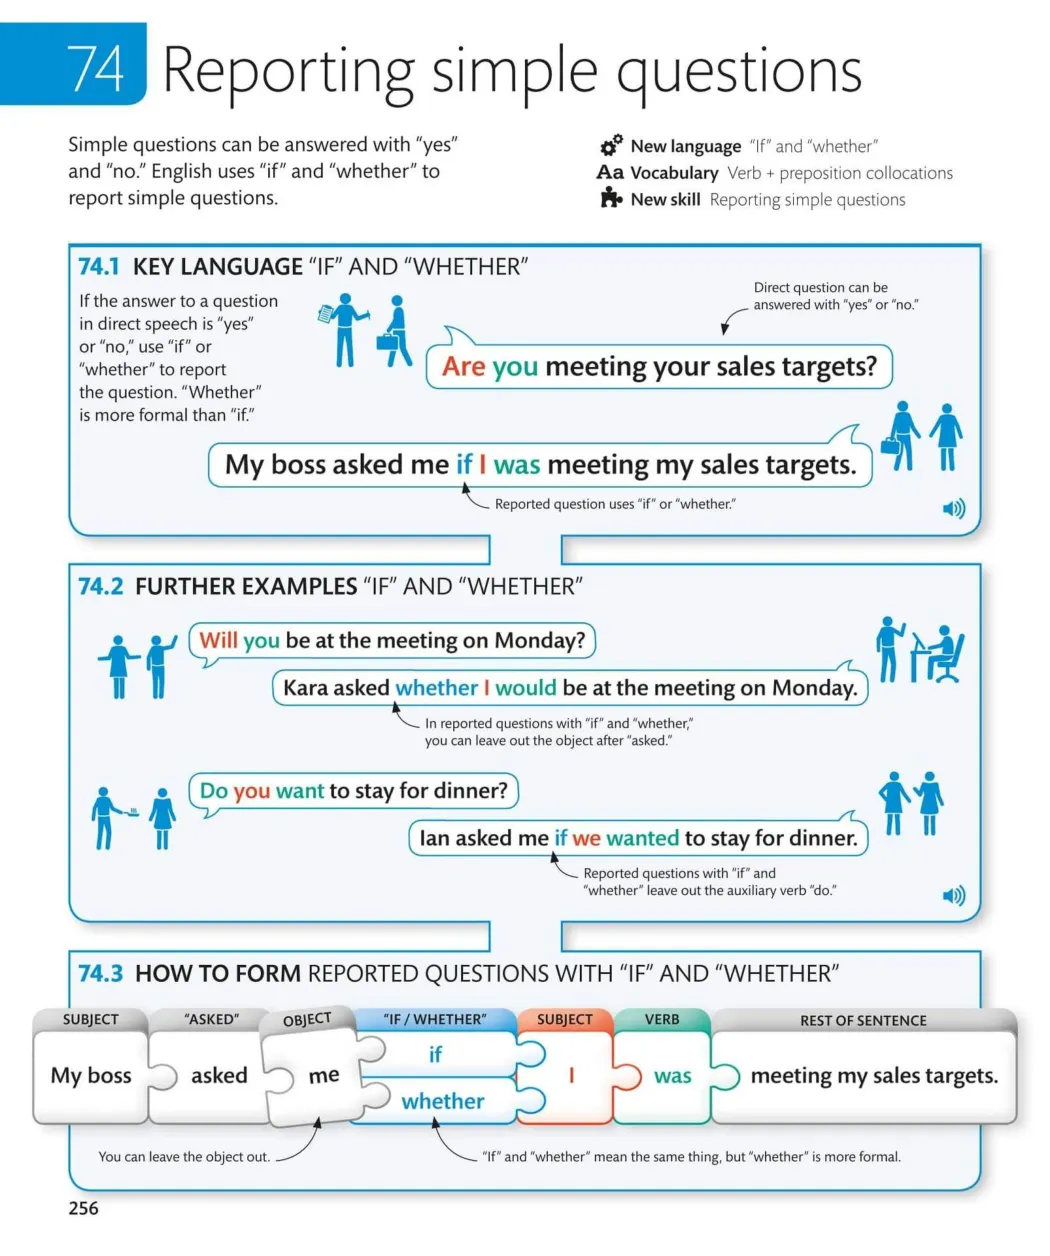 74 Reporting simple questions
Simple questions can be answered with “yes”
and “no.” English uses “if” and “whether” to
report simple questions.
New language “If” and “whether”
Aa Vocabulary Verb + preposition collocations
New skill Reporting simple questions
74.1 KEY LANGUAGE “IF” AND “WHETHER”
If the answer to a question
in direct speech is “yes”
or “no,” use “if” or
“whether” to report
the question. “Whether”
is more formal than “if.”
Direct question can be
answered with “yes” or “no.”
Are you meeting your sales targets?
My boss asked me if I was meeting my sales targets.
Reported question uses “if” or “whether.”
74.2 FURTHER EXAMPLES “IF” AND “WHETHER”
Will you be at the meeting on Monday?
Kara asked whether I would be at the meeting on Monday.
In reported questions with “if” and “whether,”
you can leave out the object after “asked.”
Do you want to stay for dinner?
Ian asked me if we wanted to stay for dinner.
Reported questions with “if” and
“whether” leave out the auxiliary verb “do.”
74.3 HOW TO FORM REPORTED QUESTIONS WITH “IF” AND “WHETHER”
SUBJECT “ASKED” OBJECT “IF / WHETHER” SUBJECT VERB REST OF SENTENCE
if
My boss asked me I was meeting my sales targets.
whether
You can leave the object out.
“If” and “whether” mean the same thing, but “whether” is more formal.
256